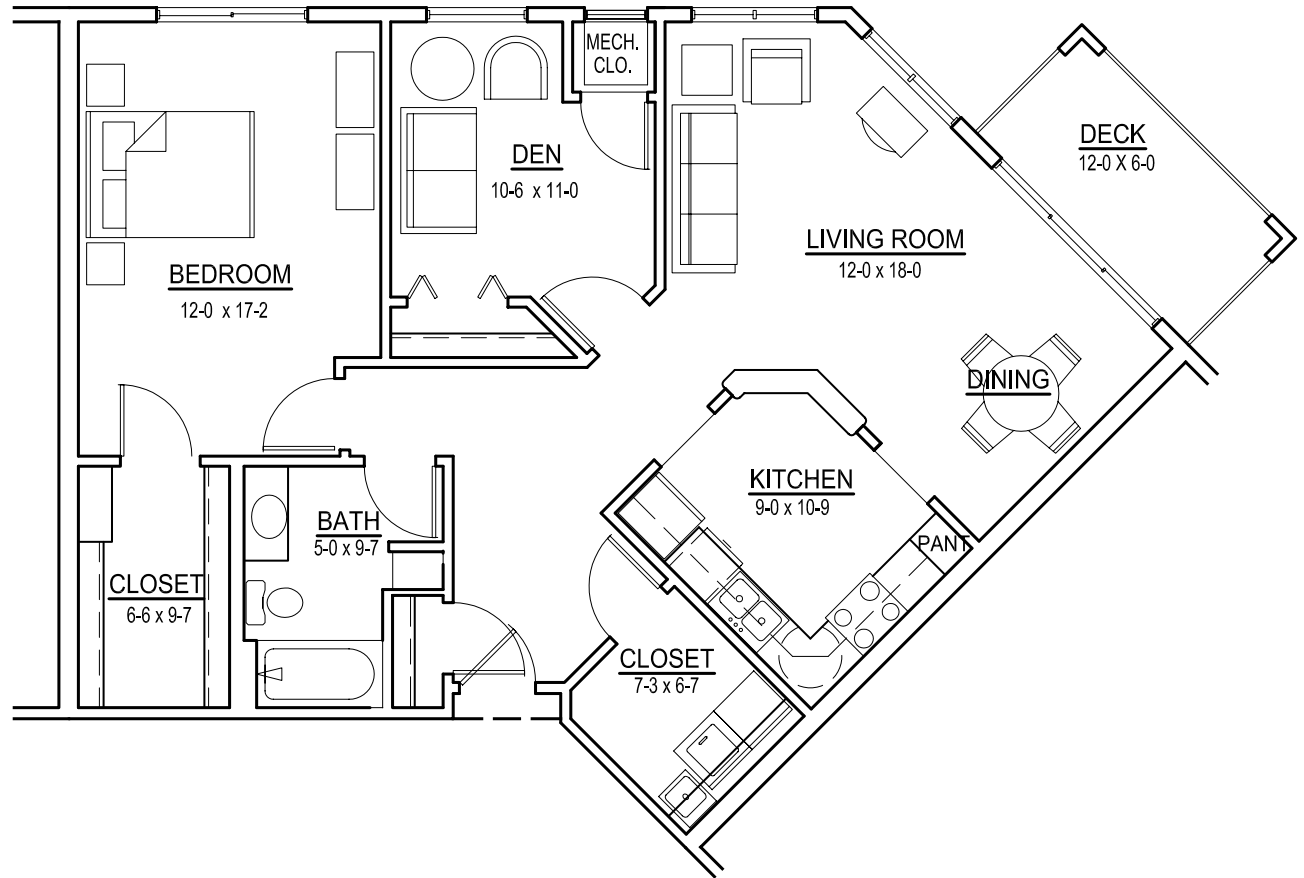 MECH.
CLO.
DEN
10-6 x 11-0
DECK
12-0 X 6-0
BEDROOM
12-0 x 17-2
LIVING ROOM
12-0 x 18-0
DINING
KITCHEN
9-0 x 10-9
PANT
BATH
5-0 x 9-7
CLOSET
6-6 x 9-7
CLOSET
7-3 x 6-7